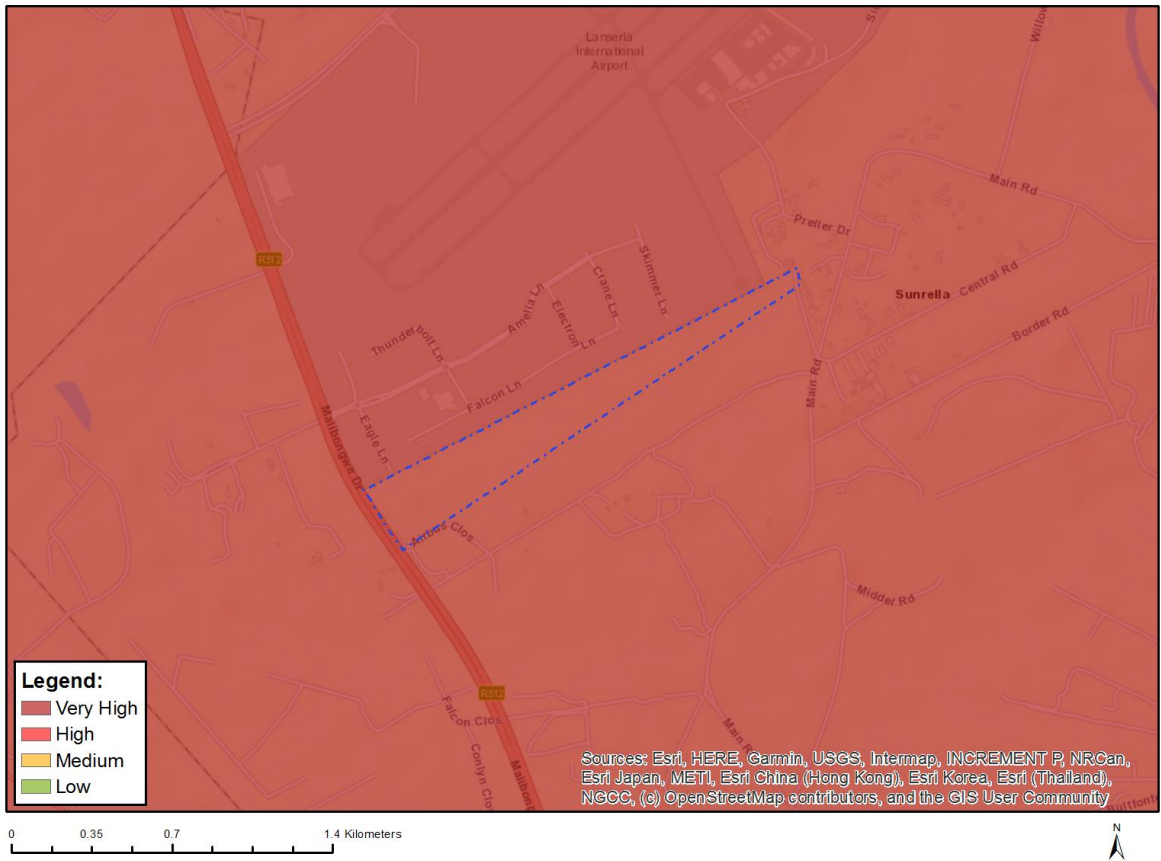 Lanseria
International
Airport
Main Rd
Preller Dr
R512
Skimmer Ln
Crane Ln
Sunrella
Central Rd
Amelia Ln
Electron
Ln
Border Rd
Thunderbolt Ln
Main Rd
Falcon Ln
Eagle Ln
Malibongwe Dr
Airbus Clos
Middel Rd
R512
Falcon Clos
Conlyn Clos
Main R
Malibong
Legend:
Very High
High
Medium
Low
Sources: Esri, HERE, Garmin, USGS, Intermap, INCREMENT P, NRCan,
Esri Japan, METI, Esri China (Hong Kong), Esri Korea, Esri (Thailand),
NGCC, (c) OpenStreetMap contributors, and the GIS User Community
0 0.35 0.7 1.4 Kilometers
N